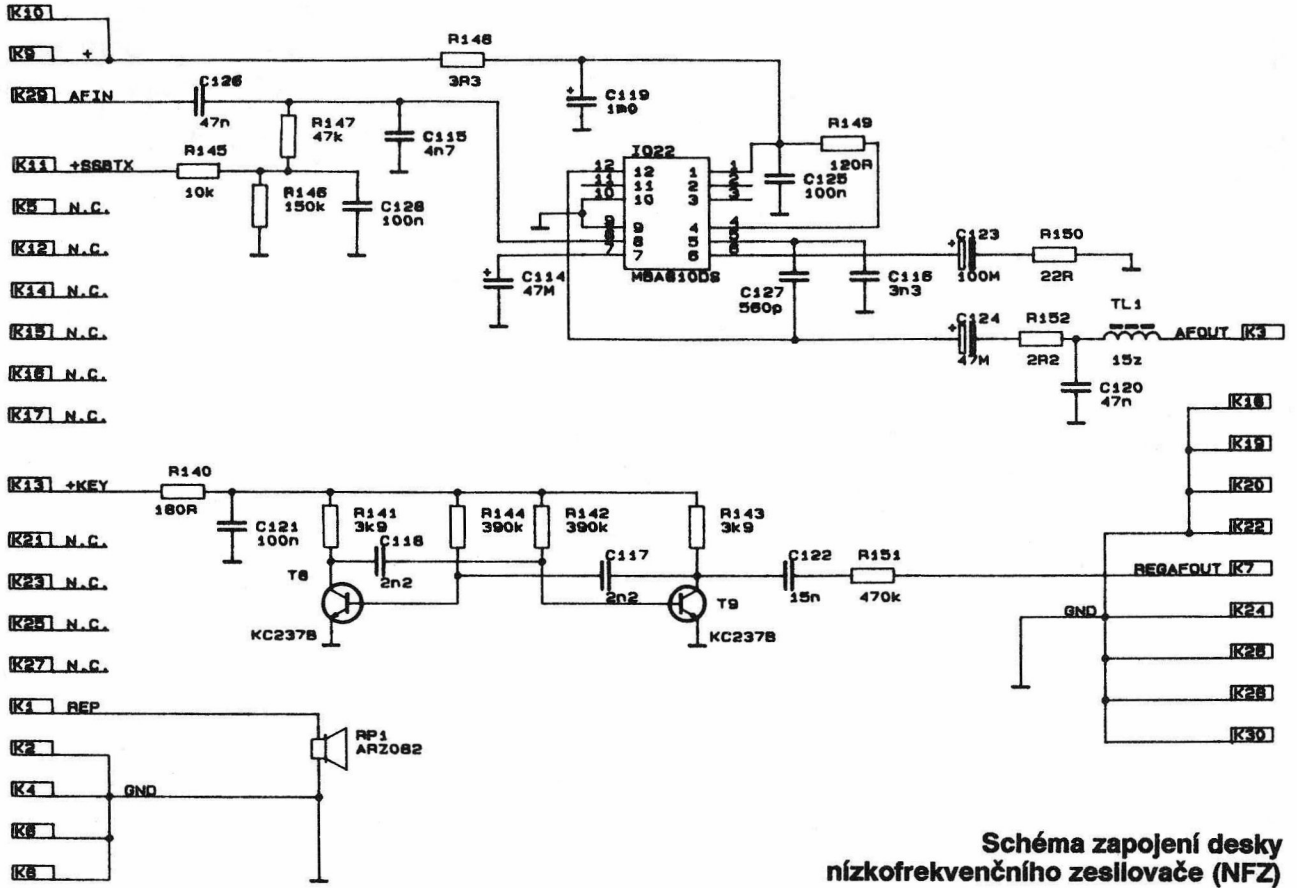 K10
K9 +
R148
3R3
C119
1m0
K29 AFIN
C126
47n
R147
47k
C115
4n7
R149
120R
K11 +SSBTX
R145
10k
R146
150k
C128
100n
IO22
12 12 1 1
11 11 2 2
10 10 3 3
9 9 4 4
8 8 5 5
7 7 6 6
MBA810DS
C125
100n
K5 N.C.
K12 N.C.
K14 N.C.
K15 N.C.
K16 N.C.
K17 N.C.
C114
47M
C127
560p
C116
3n3
C123
100M
R150
22R
C124
47M
R152
2R2
TL1
15z
AFOUT K3
C120
47n
K18
K19
K20
K22
REGAFOUT K7
GND K24
K26
K28
K30
K13 +KEY
R140
180R
C121
100n
R141
3k9
C118
2n2
R144
390k
R142
390k
C117
2n2
R143
3k9
C122
15n
R151
470k
T8
KC237B
T9
KC237B
K21 N.C.
K23 N.C.
K25 N.C.
K27 N.C.
K1 REP
RP1
ARZ082
K2
K4 GND
K6
K8
Schéma zapojení desky
nízkofrekvenčního zesilovače (NFZ)